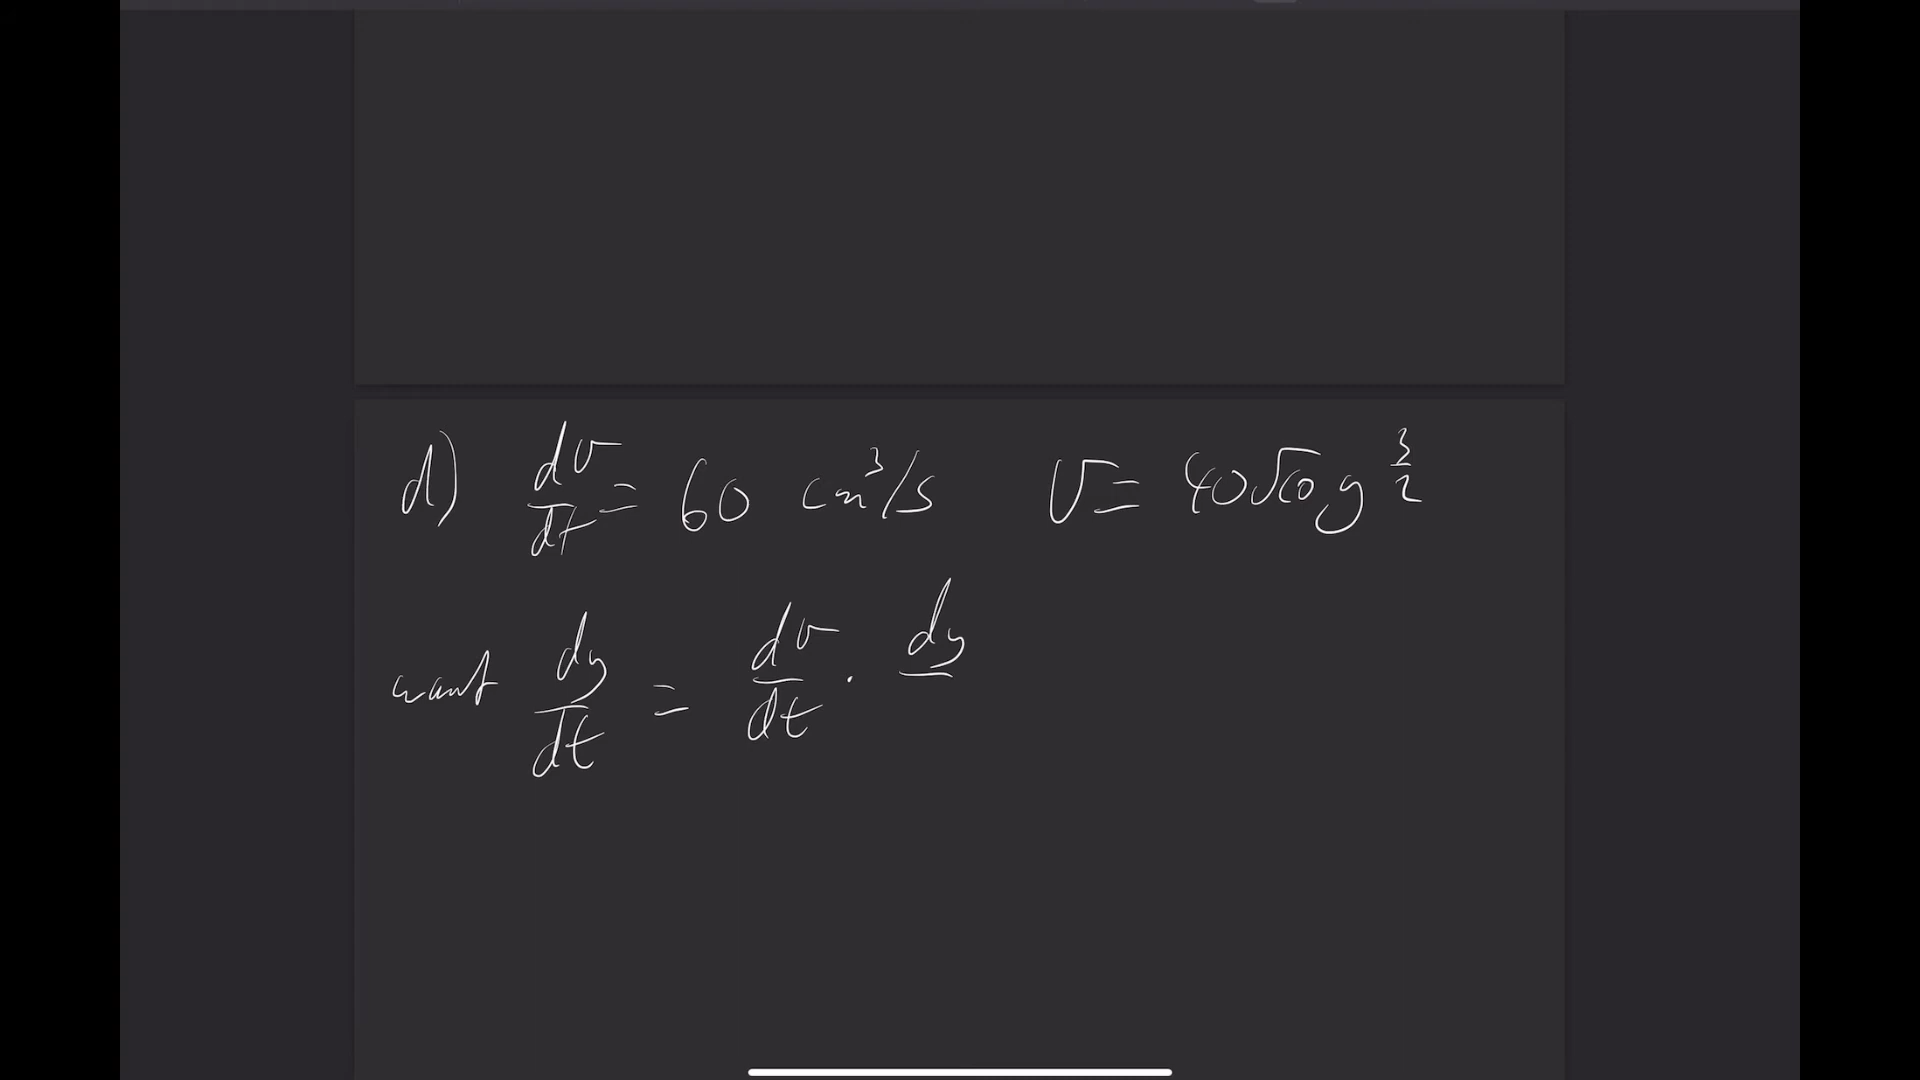 d) dv/dt = 60 cm³/s V = 40√10 y^(3/2)
want dy/dt = dv/dt · dy/